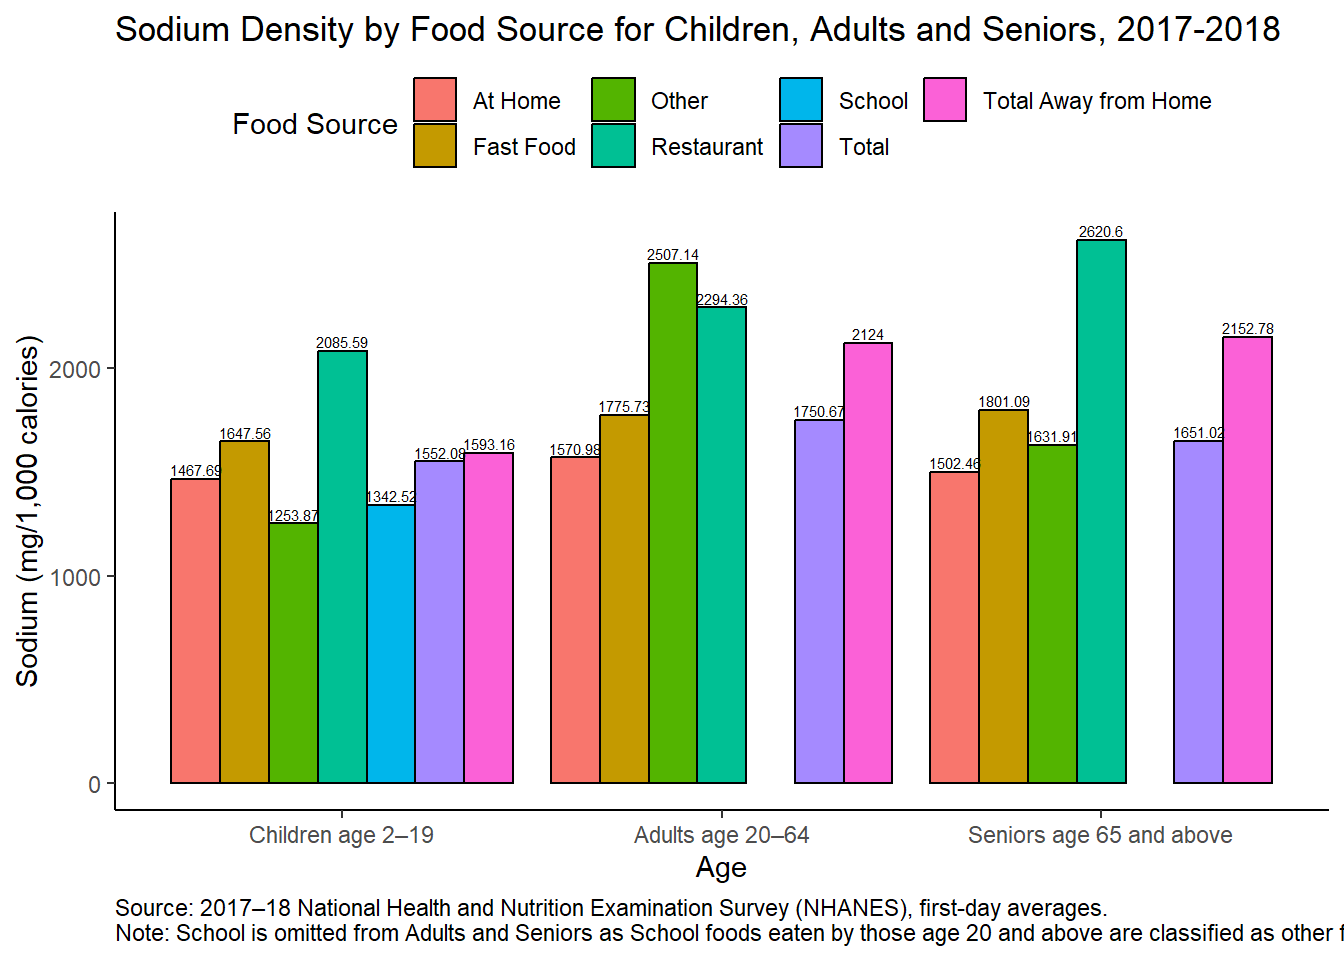 Sodium Density by Food Source for Children, Adults and Seniors, 2017-2018
Food Source
At Home
Other
School
Total Away from Home
Fast Food
Restaurant
Total
Sodium (mg/1,000 calories)
2000
1000
0
1467.69
1647.56
1253.87
2085.59
1342.52
1552.08
1593.16
1570.98
1775.73
2507.14
2294.36
1750.67
2124
1502.46
1801.09
1631.91
2620.6
1651.02
2152.78
Children age 2–19
Adults age 20–64
Seniors age 65 and above
Age
Source: 2017–18 National Health and Nutrition Examination Survey (NHANES), first-day averages.
Note: School is omitted from Adults and Seniors as School foods eaten by those age 20 and above are classified as other